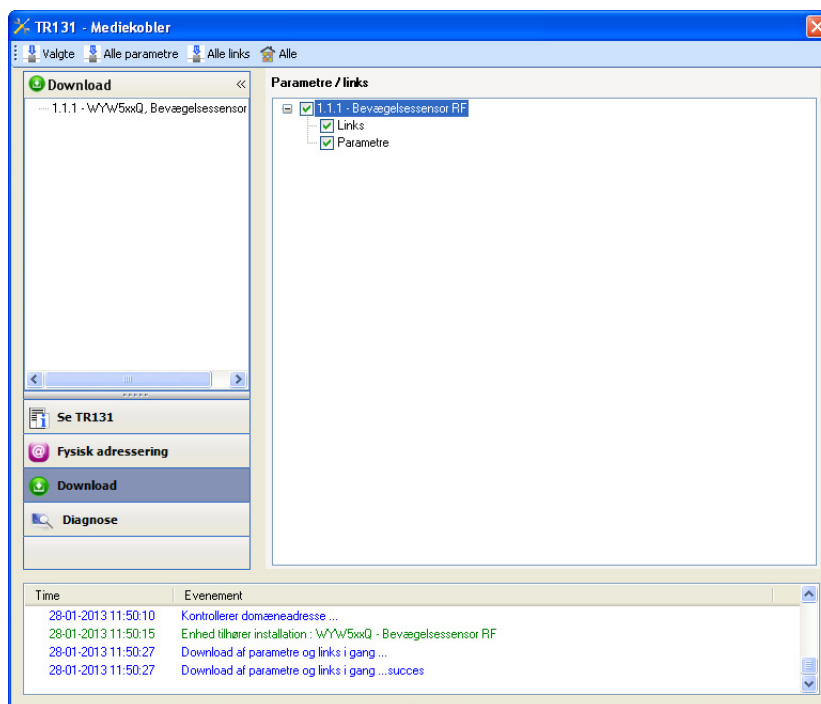 TR131 - Mediekobler
Valgte Alle parametre Alle links Alle
Download «
1.1.1 - WYW5xxQ, Bevægelsessensor
Parametre / links
1.1.1 - Bevægelsessensor RF
Links
Parametre
Se TR131
Fysisk adressering
Download
Diagnose
Time Evenement
28-01-2013 11:50:10 Kontrollerer domæneadresse ...
28-01-2013 11:50:15 Enhed tilhører installation : WYW5xxQ - Bevægelsessensor RF
28-01-2013 11:50:27 Download af parametre og links i gang ...
28-01-2013 11:50:27 Download af parametre og links i gang ...succes